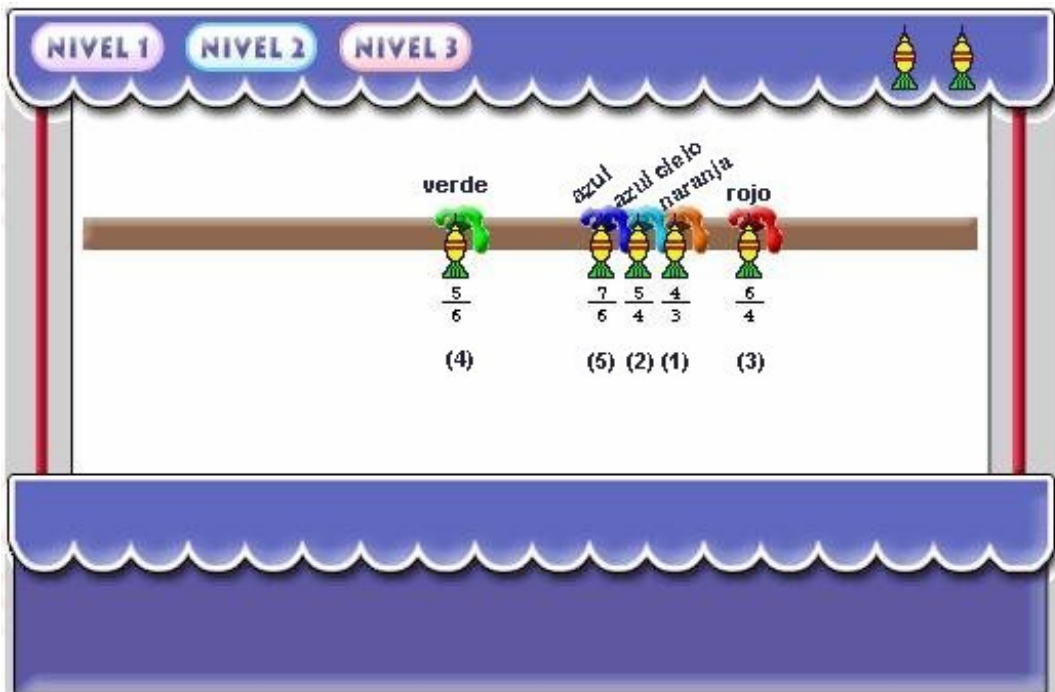 NIVEL 1 NIVEL 2 NIVEL 3
verde azul azul cielo naranja rojo
5/6 7/6 5/4 4/3 6/4
(4) (5) (2) (1) (3)